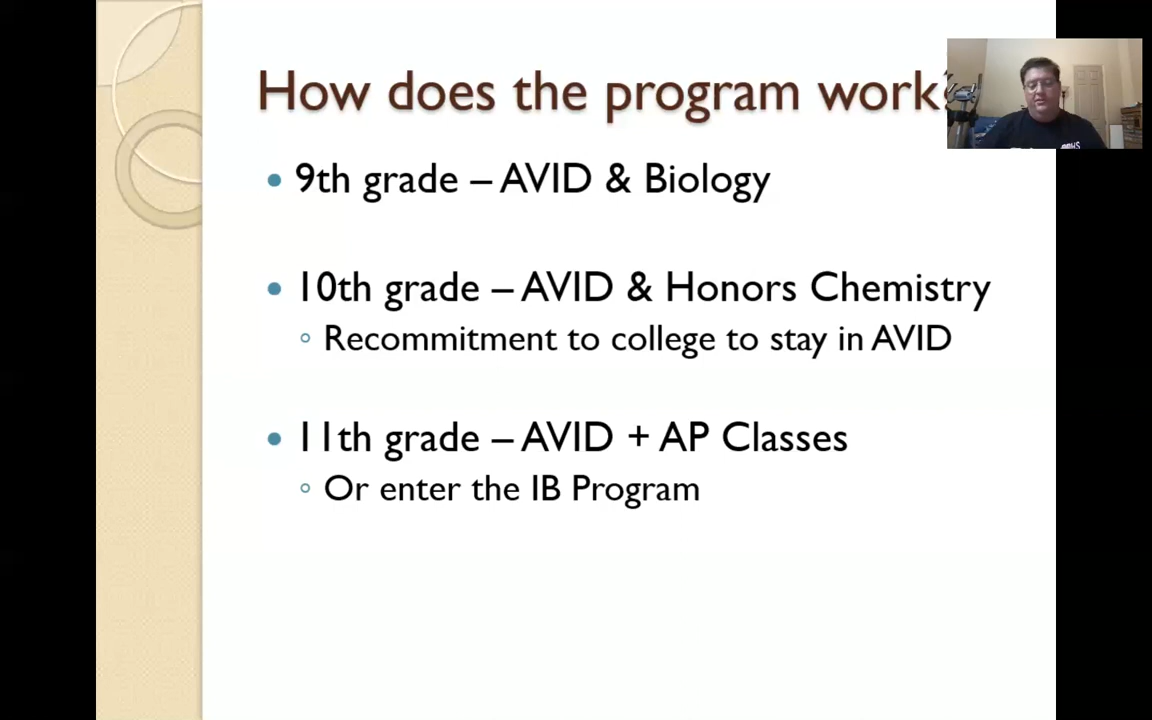 How does the program work?
• 9th grade – AVID & Biology
• 10th grade – AVID & Honors Chemistry
◦ Recommitment to college to stay in AVID
• 11th grade – AVID + AP Classes
◦ Or enter the IB Program